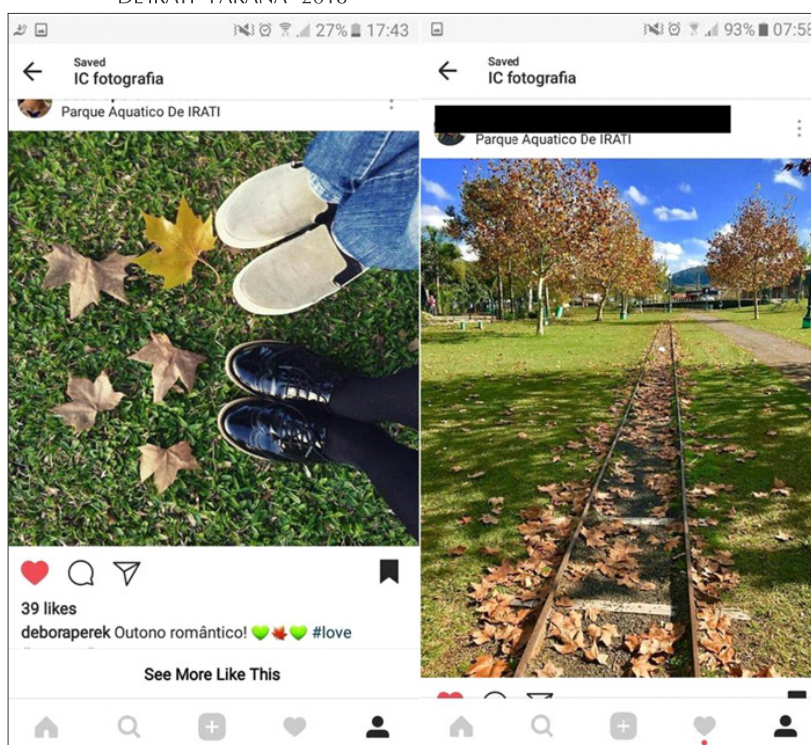 27% 17:43
Saved
IC fotografia
Parque Aquatico De IRATI
39 likes
deboraperek Outono romântico! 💚🍁💚 #love
See More Like This
93% 07:58
Saved
IC fotografia
Parque Aquatico De IRATI